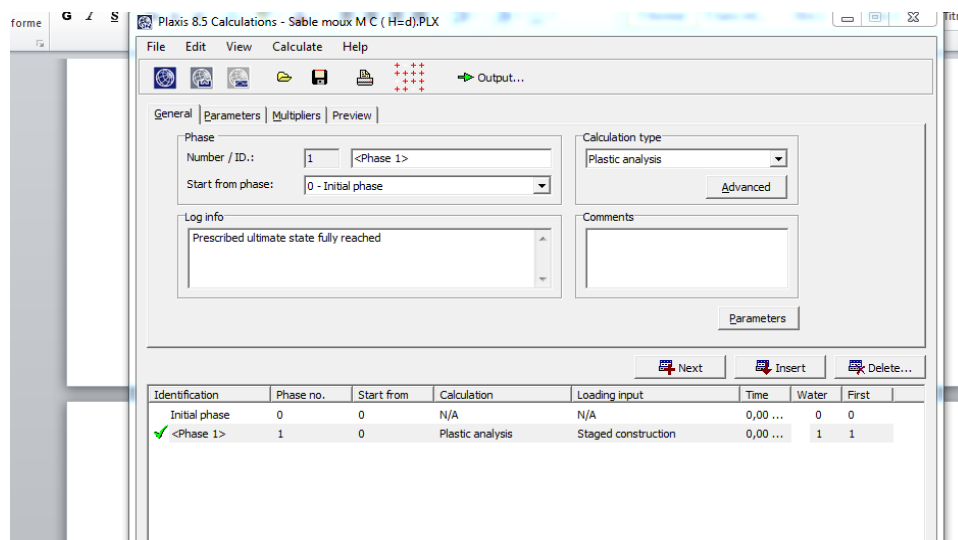 forme
G I S
Plaxis 8.5 Calculations - Sable moux M C ( H=d).PLX
File Edit View Calculate Help
Output...
General Parameters Multipliers Preview
Phase
Number / ID.: 1 <Phase 1>
Start from phase: 0 - Initial phase
Calculation type
Plastic analysis
Advanced
Log info
Prescribed ultimate state fully reached
Comments
Parameters
Next Insert Delete...
Identification Phase no. Start from Calculation Loading input Time Water First
Initial phase 0 0 N/A N/A 0,00 ... 0 0
<Phase 1> 1 0 Plastic analysis Staged construction 0,00 ... 1 1